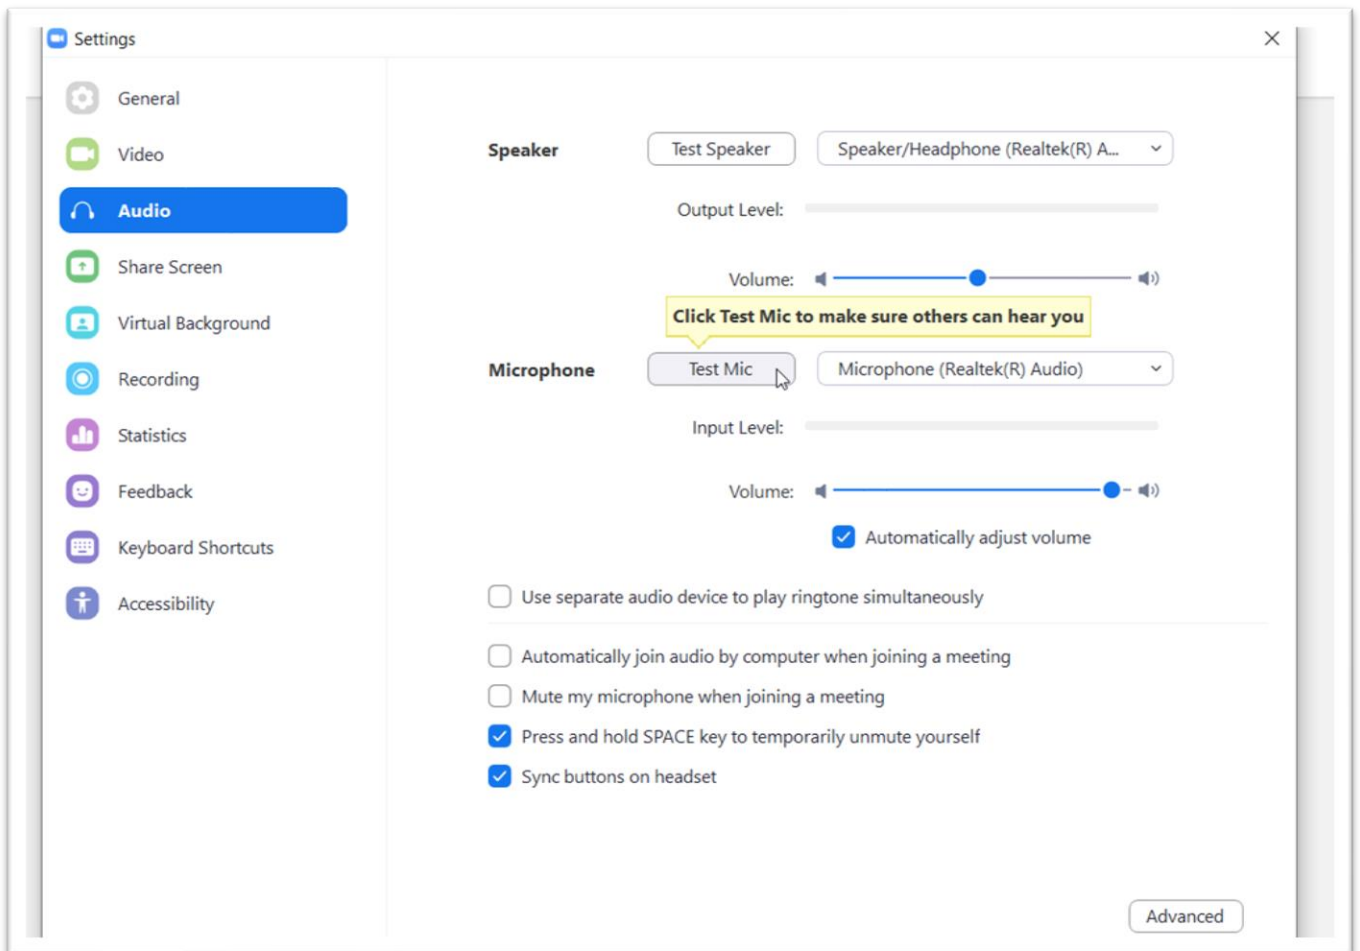 Settings
General
Video
Audio
Share Screen
Virtual Background
Recording
Statistics
Feedback
Keyboard Shortcuts
Accessibility
Speaker
Test Speaker
Speaker/Headphone (Realtek(R) A...
Output Level:
Volume:
Click Test Mic to make sure others can hear you
Microphone
Test Mic
Microphone (Realtek(R) Audio)
Input Level:
Volume:
Automatically adjust volume
Use separate audio device to play ringtone simultaneously
Automatically join audio by computer when joining a meeting
Mute my microphone when joining a meeting
Press and hold SPACE key to temporarily unmute yourself
Sync buttons on headset
Advanced